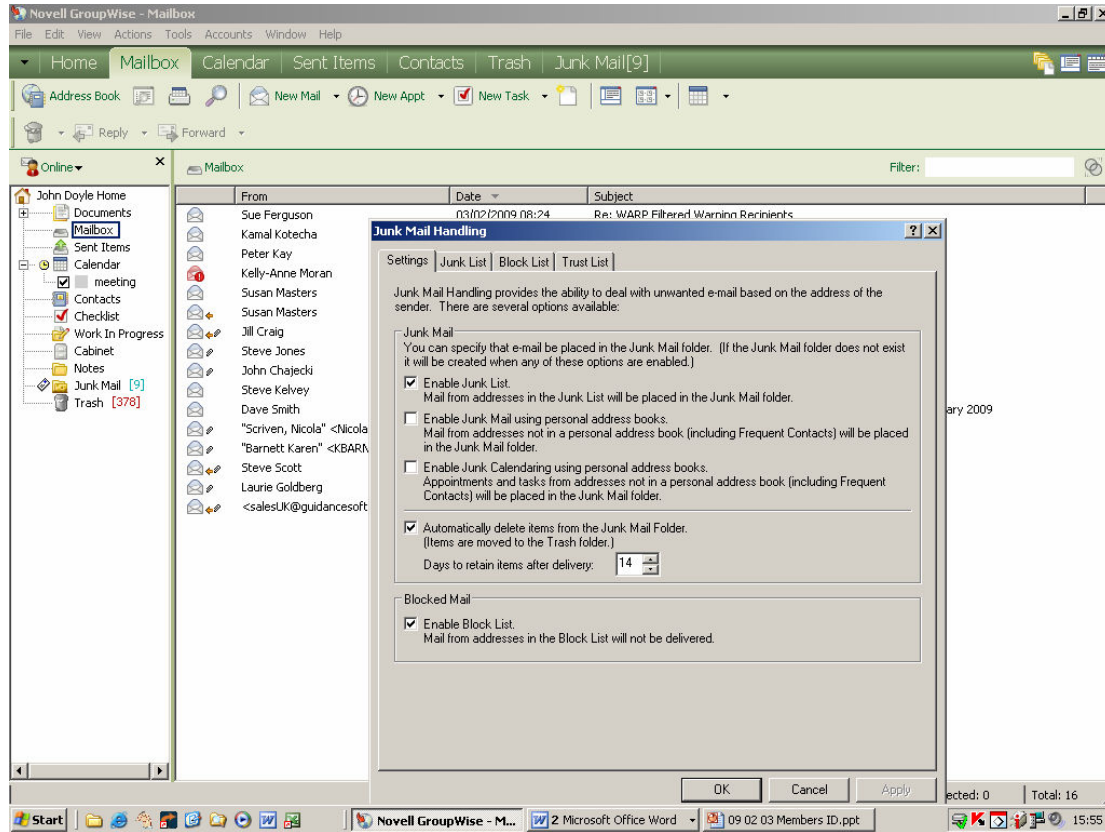 Novell GroupWise - Mailbox
File Edit View Actions Tools Accounts Window Help
Home Mailbox Calendar Sent Items Contacts Trash Junk Mail[9]
Address Book New Mail New Appt New Task
Reply Forward
Online Mailbox Filter:
John Doyle Home
Documents
Mailbox
Sent Items
Calendar
meeting
Contacts
Checklist
Work In Progress
Cabinet
Notes
Junk Mail [9]
Trash [378]
From Date Subject
Sue Ferguson 03/02/2009 08:24 Re: WARP Filtered Warning Recipients
Kamal Kotecha
Peter Kay
Kelly-Anne Moran
Susan Masters
Susan Masters
Jill Craig
Steve Jones
John Chajecki
Steve Kelvey
Dave Smith ary 2009
"Scriven, Nicola" <Nicola
"Barnett Karen" <KBARN
Steve Scott
Laurie Goldberg
<salesUK@guidancesoft
Junk Mail Handling
Settings Junk List Block List Trust List
Junk Mail Handling provides the ability to deal with unwanted e-mail based on the address of the
sender. There are several options available:
Junk Mail
You can specify that e-mail be placed in the Junk Mail folder. (If the Junk Mail folder does not exist
it will be created when any of these options are enabled.)
Enable Junk List.
Mail from addresses in the Junk List will be placed in the Junk Mail folder.
Enable Junk Mail using personal address books.
Mail from addresses not in a personal address book (including Frequent Contacts) will be placed
in the Junk Mail folder.
Enable Junk Calendaring using personal address books.
Appointments and tasks from addresses not in a personal address book (including Frequent
Contacts) will be placed in the Junk Mail folder.
Automatically delete items from the Junk Mail Folder.
(Items are moved to the Trash folder.)
Days to retain items after delivery: 14
Blocked Mail
Enable Block List.
Mail from addresses in the Block List will not be delivered.
OK Cancel Apply
ected: 0 Total: 16
Start Novell GroupWise - M... 2 Microsoft Office Word 09 02 03 Members ID.ppt 15:55